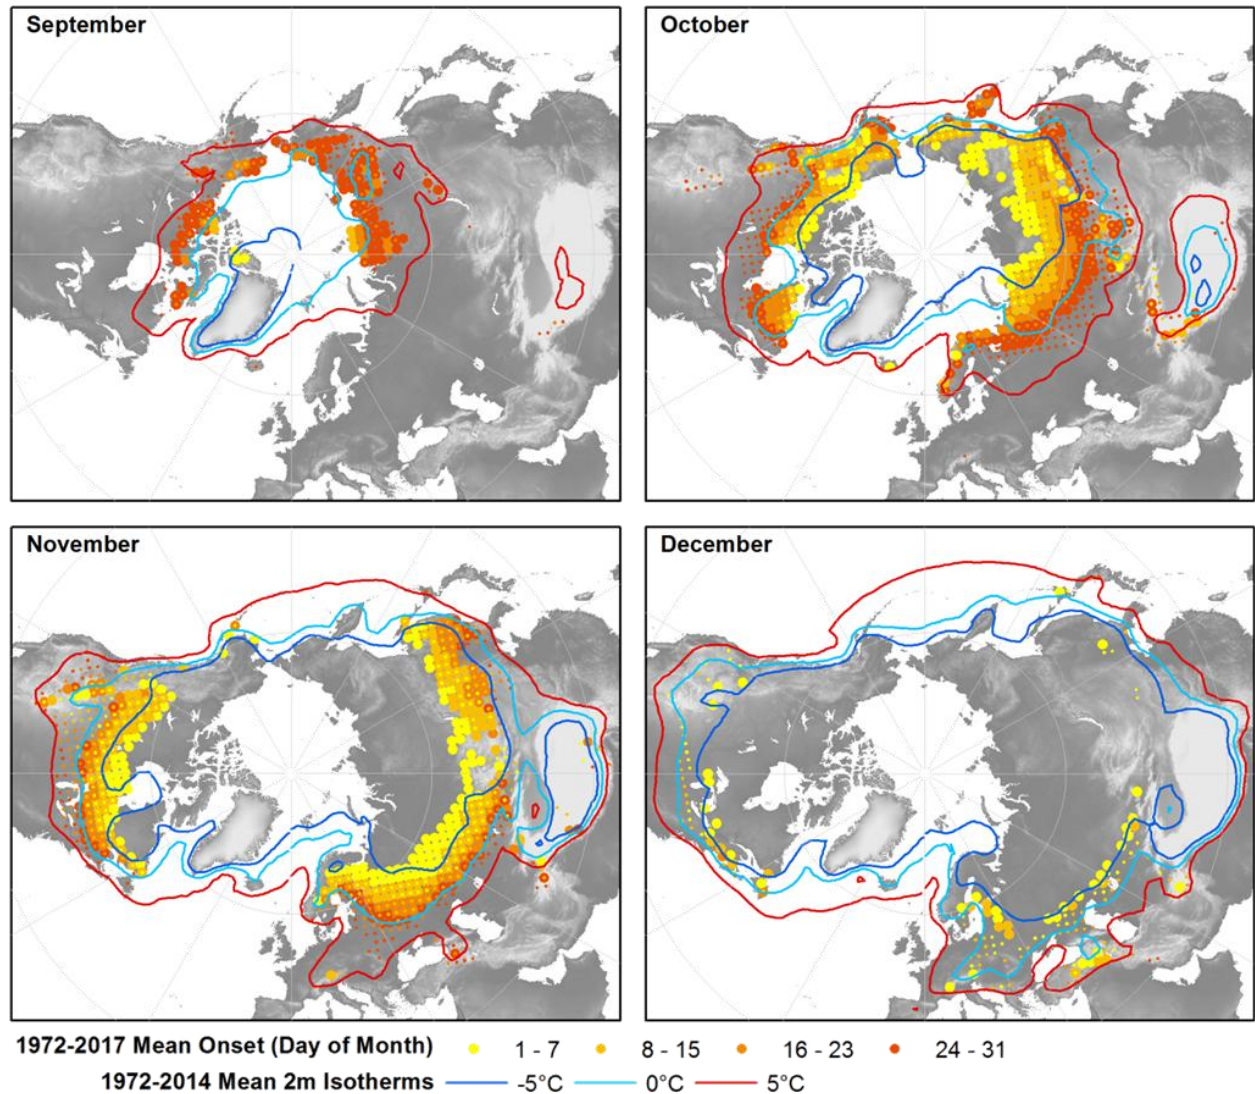 September
October
November
December
1972-2017 Mean Onset (Day of Month) 1 - 7 8 - 15 16 - 23 24 - 31
1972-2014 Mean 2m Isotherms -5°C 0°C 5°C